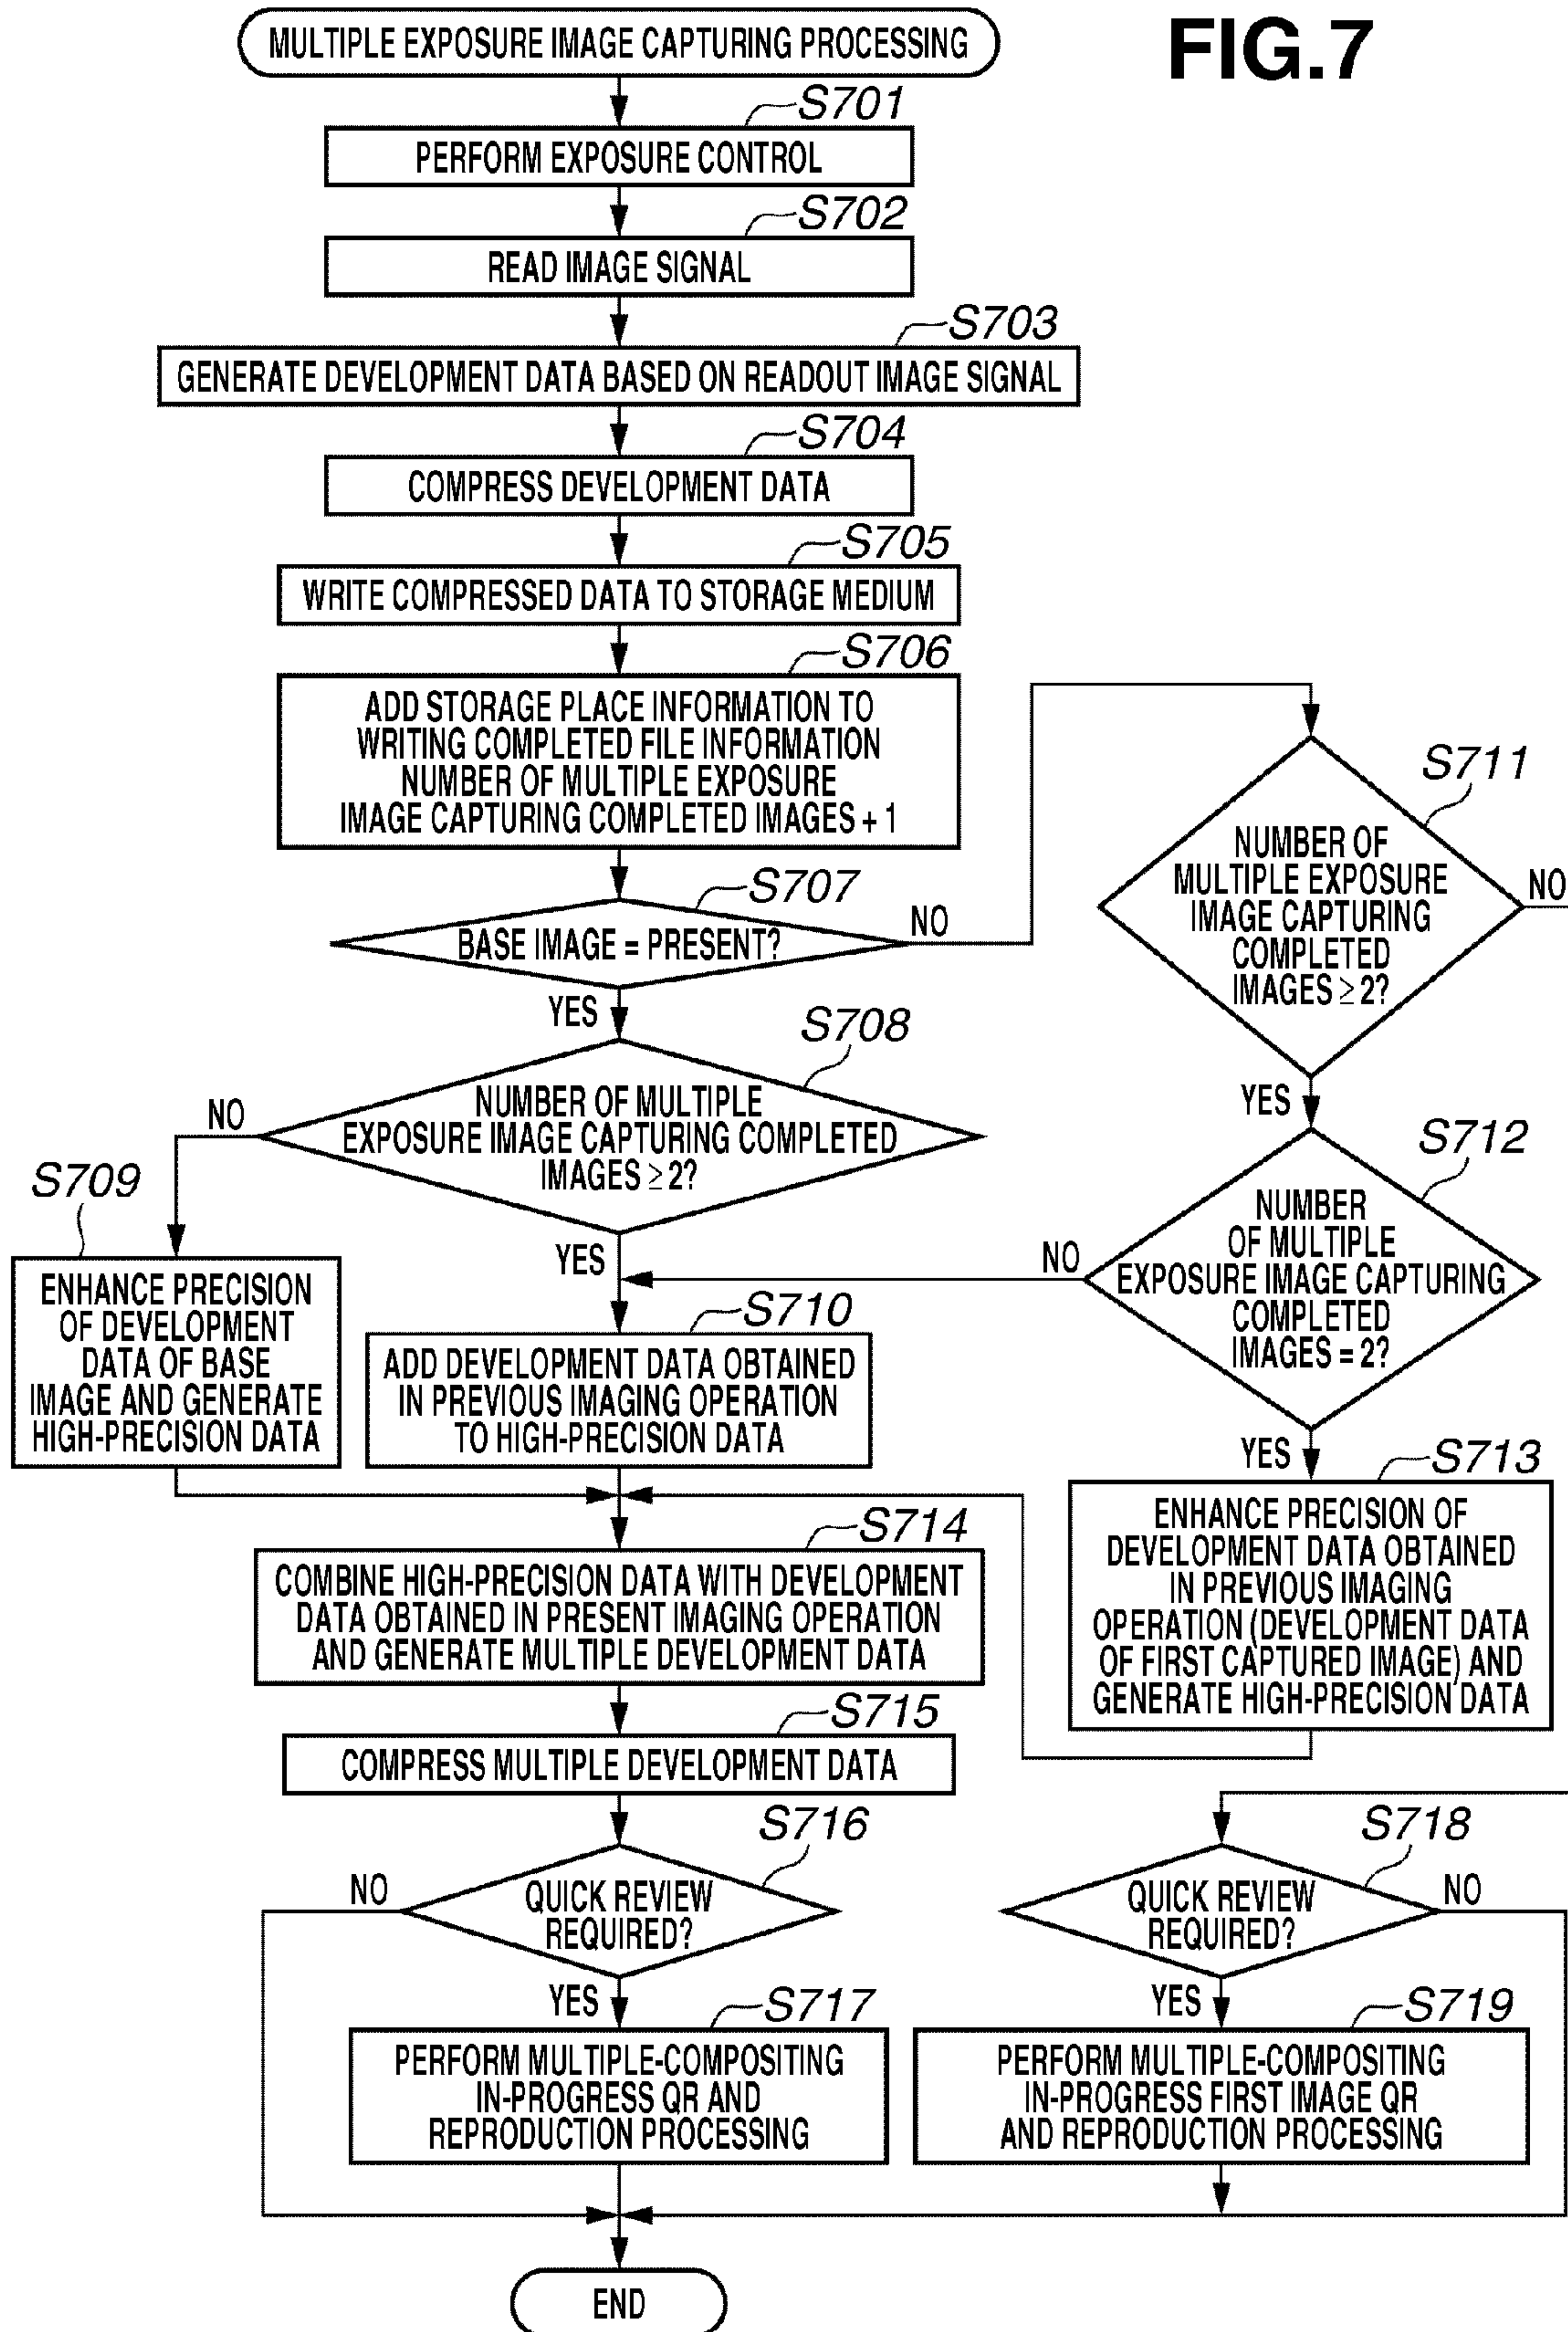 FIG.7
MULTIPLE EXPOSURE IMAGE CAPTURING PROCESSING
S701
PERFORM EXPOSURE CONTROL
S702
READ IMAGE SIGNAL
S703
GENERATE DEVELOPMENT DATA BASED ON READOUT IMAGE SIGNAL
S704
COMPRESS DEVELOPMENT DATA
S705
WRITE COMPRESSED DATA TO STORAGE MEDIUM
S706
ADD STORAGE PLACE INFORMATION TO
WRITING COMPLETED FILE INFORMATION
NUMBER OF MULTIPLE EXPOSURE
IMAGE CAPTURING COMPLETED IMAGES + 1
S707
BASE IMAGE = PRESENT?
NO
YES
S711
NUMBER OF
MULTIPLE EXPOSURE
IMAGE CAPTURING
COMPLETED
IMAGES ≥ 2?
NO
YES
S708
NUMBER OF MULTIPLE
EXPOSURE IMAGE CAPTURING COMPLETED
IMAGES ≥ 2?
NO
YES
S712
NUMBER
OF MULTIPLE
EXPOSURE IMAGE CAPTURING
COMPLETED
IMAGES = 2?
NO
YES
S709
ENHANCE PRECISION
OF DEVELOPMENT
DATA OF BASE
IMAGE AND GENERATE
HIGH-PRECISION DATA
S710
ADD DEVELOPMENT DATA OBTAINED
IN PREVIOUS IMAGING OPERATION
TO HIGH-PRECISION DATA
S713
ENHANCE PRECISION OF
DEVELOPMENT DATA OBTAINED
IN PREVIOUS IMAGING
OPERATION (DEVELOPMENT DATA
OF FIRST CAPTURED IMAGE) AND
GENERATE HIGH-PRECISION DATA
S714
COMBINE HIGH-PRECISION DATA WITH DEVELOPMENT
DATA OBTAINED IN PRESENT IMAGING OPERATION
AND GENERATE MULTIPLE DEVELOPMENT DATA
S715
COMPRESS MULTIPLE DEVELOPMENT DATA
S716
QUICK REVIEW
REQUIRED?
NO
YES
S717
PERFORM MULTIPLE-COMPOSITING
IN-PROGRESS QR AND
REPRODUCTION PROCESSING
S718
QUICK REVIEW
REQUIRED?
NO
YES
S719
PERFORM MULTIPLE-COMPOSITING
IN-PROGRESS FIRST IMAGE QR
AND REPRODUCTION PROCESSING
END